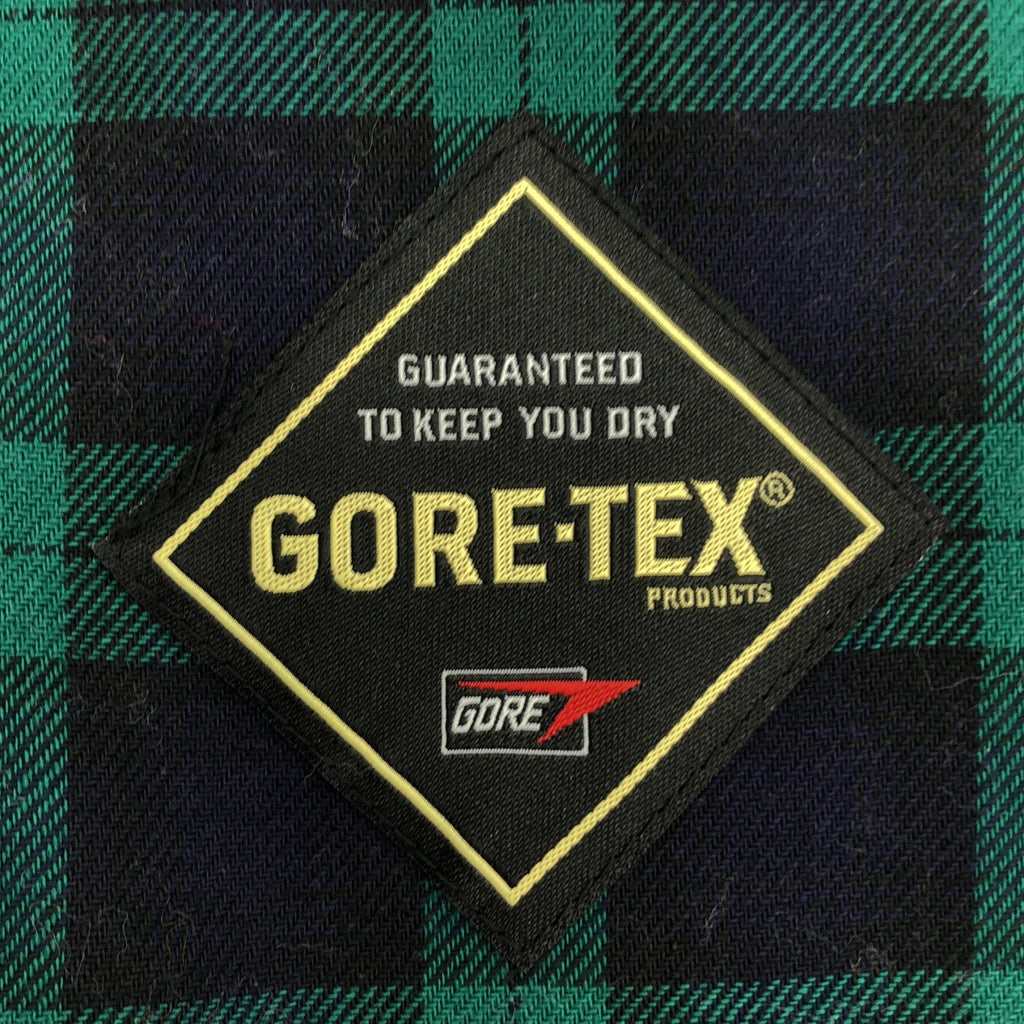 GUARANTEED
TO KEEP YOU DRY
GORE-TEX®
PRODUCTS
GORE